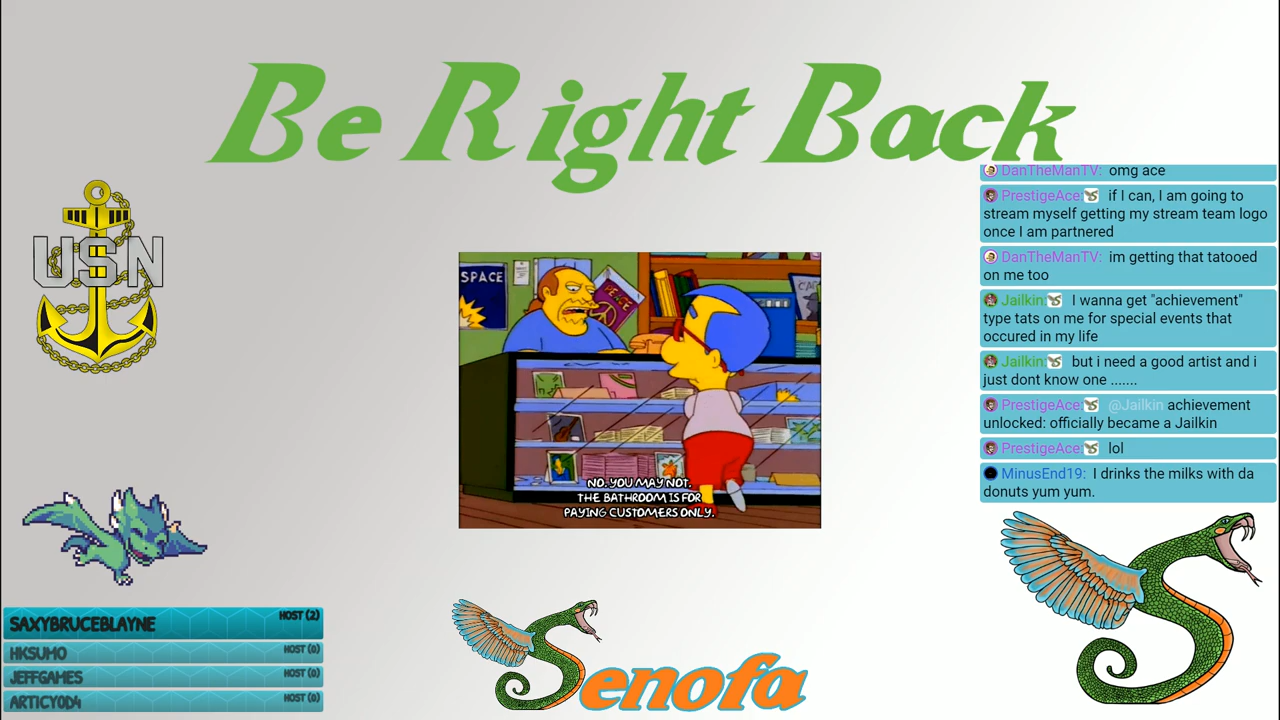 Be Right Back
USN
SPACE
PEACE
NO. YOU MAY NOT.
THE BATHROOM IS FOR
PAYING CUSTOMERS ONLY.
DanTheManTV: omg ace
PrestigeAce: if I can, I am going to
stream myself getting my stream team logo
once I am partnered
DanTheManTV: im getting that tatooed
on me too
Jailkin: I wanna get "achievement"
type tats on me for special events that
occured in my life
Jailkin: but i need a good artist and i
just dont know one .......
PrestigeAce: @Jailkin achievement
unlocked: officially became a Jailkin
PrestigeAce: lol
MinusEnd19: I drinks the milks with da
donuts yum yum.
SAXYBRUCEBLAYNE HOST (2)
HKSUMO HOST (0)
JEFFGAMES HOST (0)
ARTICY0D4 HOST (0)
Senofa